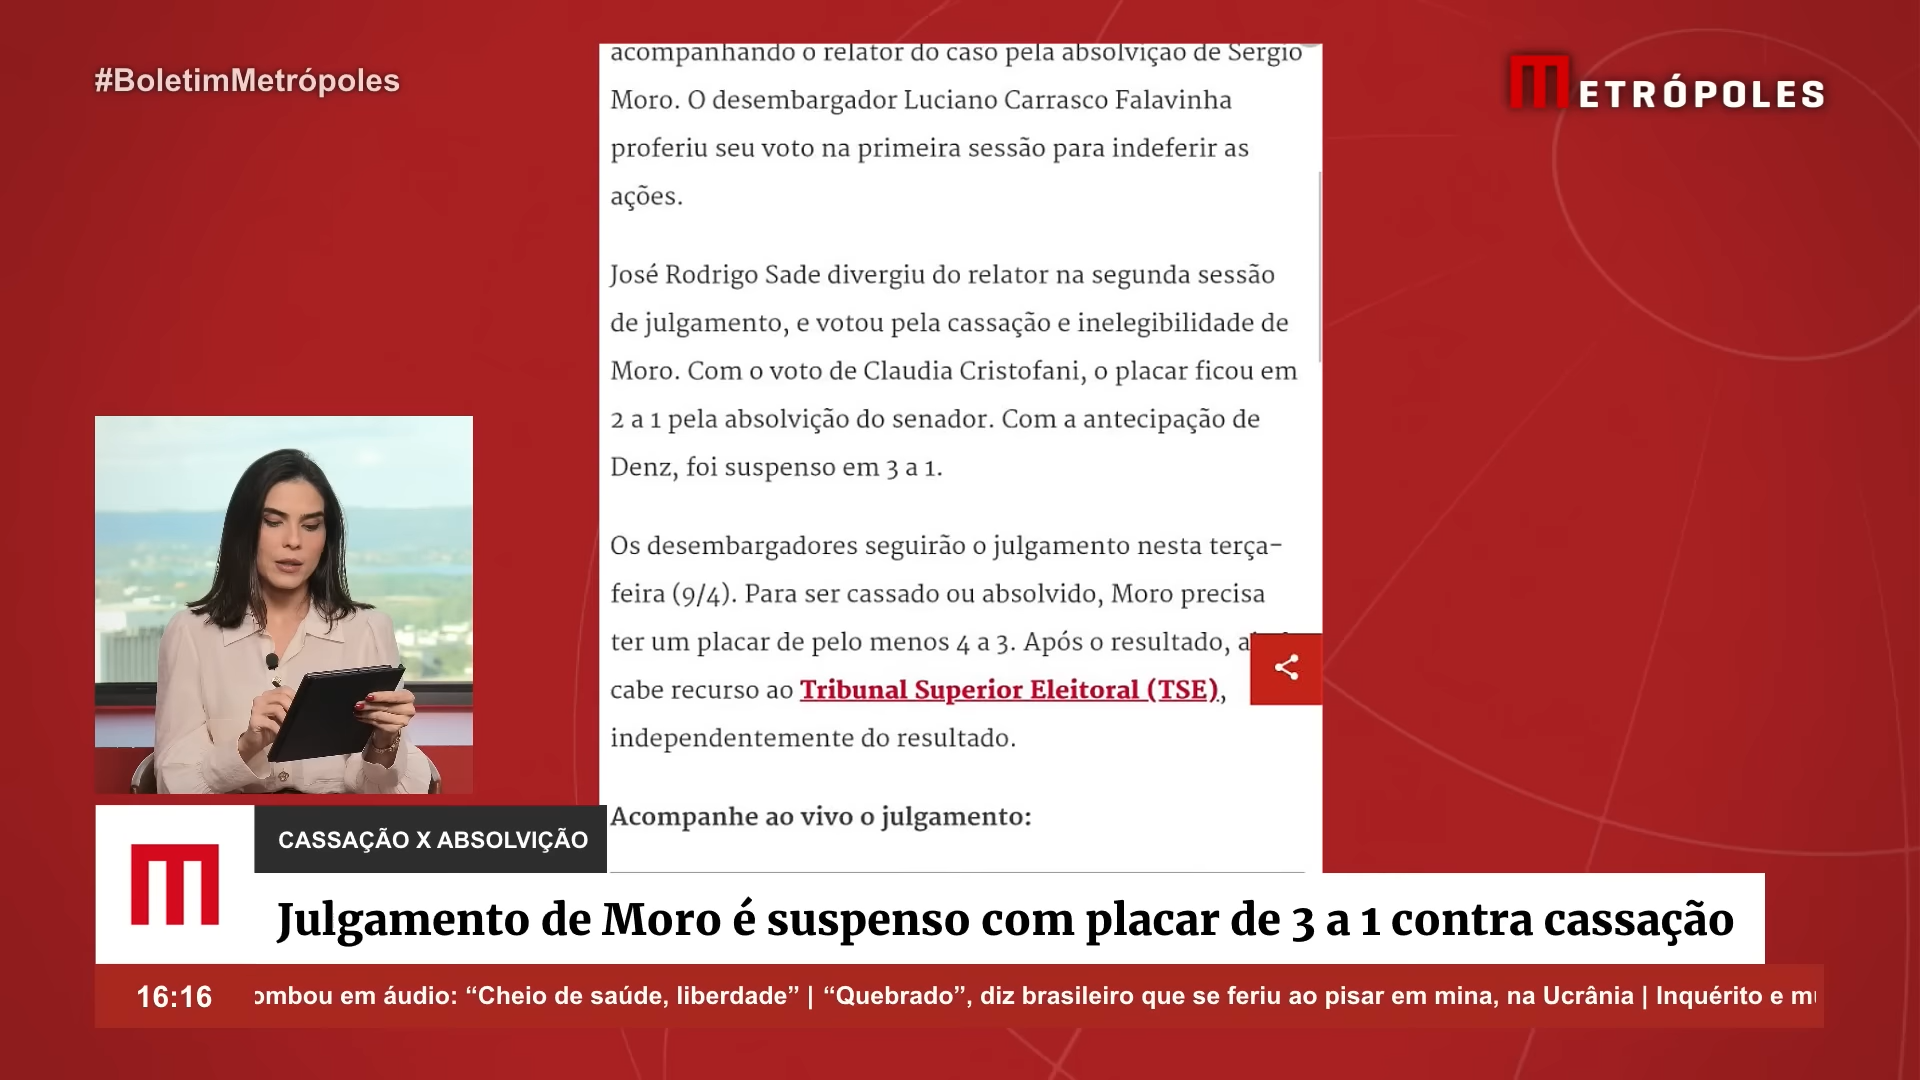 #BoletimMetrópoles
METRÓPOLES
acompanhando o relator do caso pela absolvição de Sergio
Moro. O desembargador Luciano Carrasco Falavinha
proferiu seu voto na primeira sessão para indeferir as
ações.
José Rodrigo Sade divergiu do relator na segunda sessão
de julgamento, e votou pela cassação e inelegibilidade de
Moro. Com o voto de Claudia Cristofani, o placar ficou em
2 a 1 pela absolvição do senador. Com a antecipação de
Denz, foi suspenso em 3 a 1.
Os desembargadores seguirão o julgamento nesta terça-
feira (9/4). Para ser cassado ou absolvido, Moro precisa
ter um placar de pelo menos 4 a 3. Após o resultado,
cabe recurso ao Tribunal Superior Eleitoral (TSE),
independentemente do resultado.
Acompanhe ao vivo o julgamento:
CASSAÇÃO X ABSOLVIÇÃO
Julgamento de Moro é suspenso com placar de 3 a 1 contra cassação
16:16 em áudio: “Cheio de saúde, liberdade” | “Quebrado”, diz brasileiro que se feriu ao pisar em mina, na Ucrânia | Inquérito e